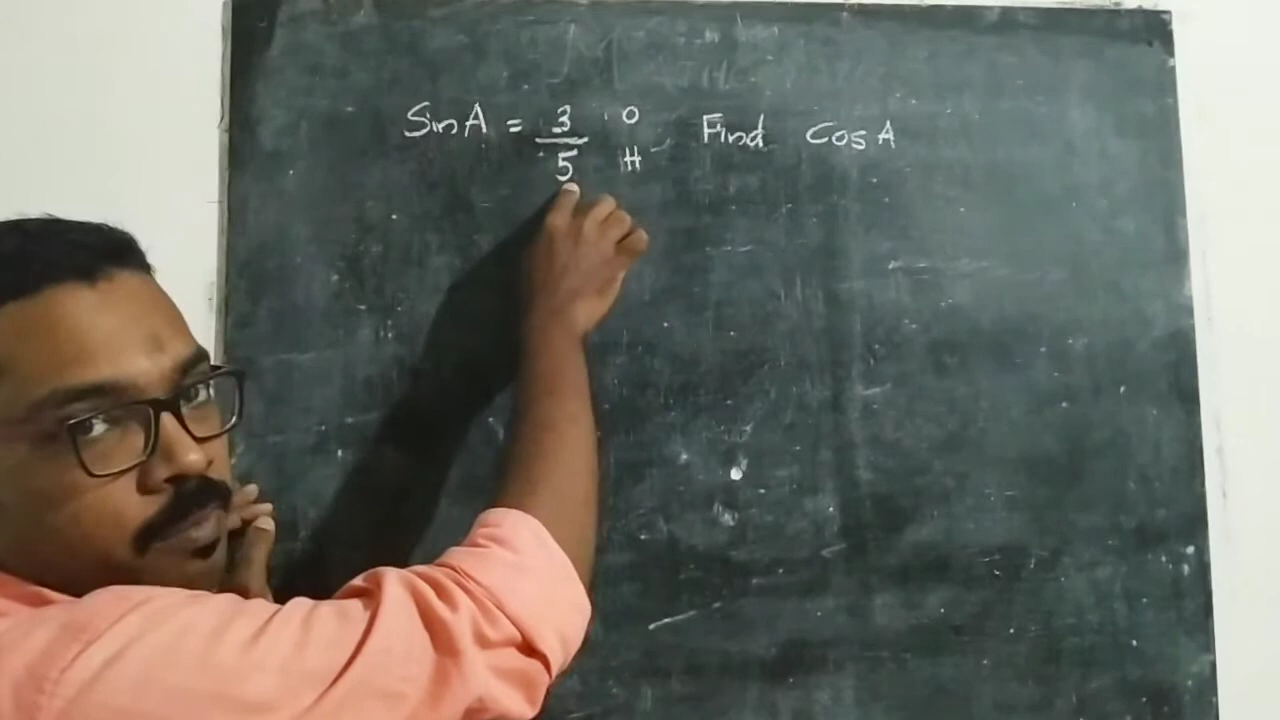 Sin A = 3/5 O/H Find Cos A